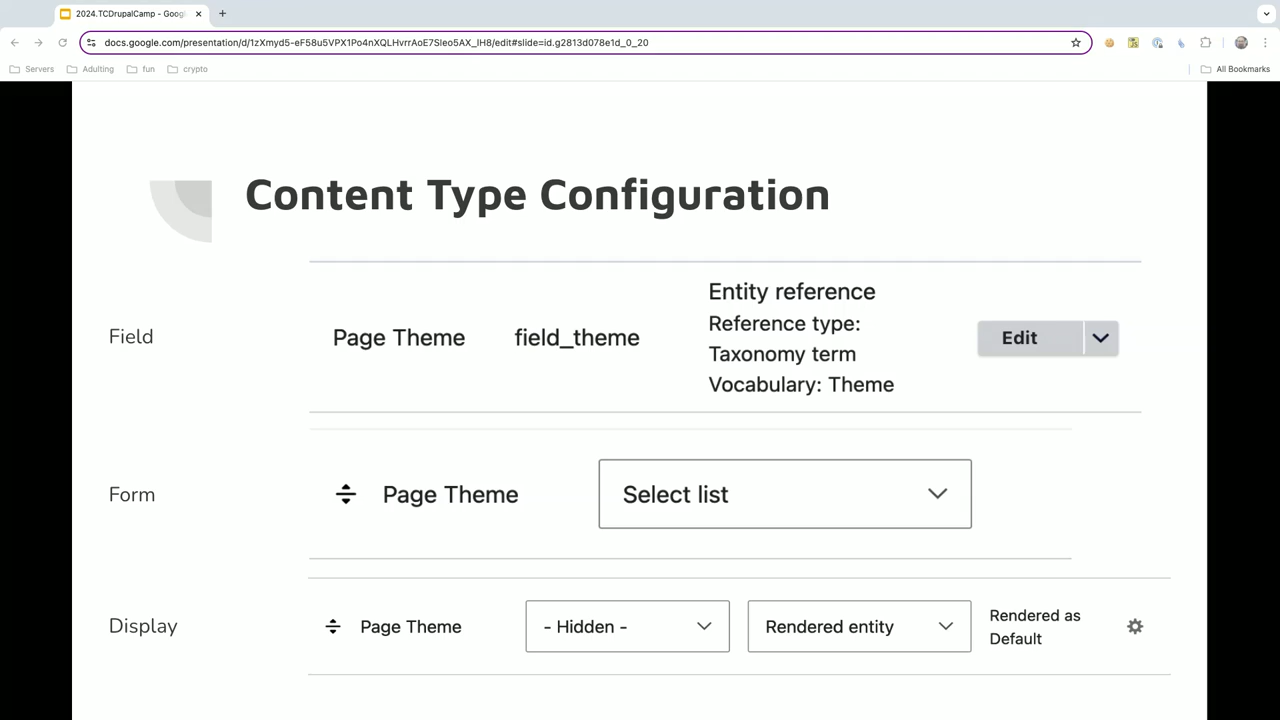 2024.TCDrupalCamp - Goog
docs.google.com/presentation/d/1zXmyd5-eF58u5VPX1Po4nXQLHvrrAoE7Sleo5AX_lH8/edit#slide=id.g2813d078e1d_0_20
Servers
Adulting
fun
crypto
All Bookmarks
Content Type Configuration
Field
Page Theme
field_theme
Entity reference
Reference type:
Taxonomy term
Vocabulary: Theme
Edit
Form
Page Theme
Select list
Display
Page Theme
- Hidden -
Rendered entity
Rendered as
Default